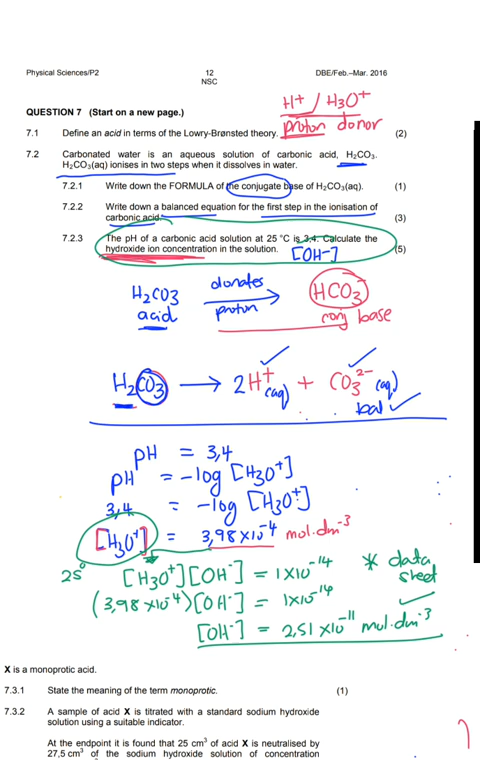 Physical Sciences/P2 12 DBE/Feb.–Mar. 2016
NSC
H+ / H3O+
QUESTION 7 (Start on a new page.)
7.1 Define an acid in terms of the Lowry-Brønsted theory. proton donor (2)
7.2 Carbonated water is an aqueous solution of carbonic acid, H₂CO₃.
H₂CO₃(aq) ionises in two steps when it dissolves in water.
7.2.1 Write down the FORMULA of the conjugate base of H₂CO₃(aq). (1)
7.2.2 Write down a balanced equation for the first step in the ionisation of
carbonic acid. (3)
7.2.3 The pH of a carbonic acid solution at 25 °C is 3,4. Calculate the
hydroxide ion concentration in the solution. [OH-] (5)
H2CO3 donates proton → HCO3⁻
acid conj base
H2CO3 → 2H+(aq) + CO3²⁻(aq)
bal ✓
pH = 3,4
pH = -log [H3O+]
3,4 = -log [H3O+]
[H3O+] = 3,98 x10⁻⁴ mol.dm⁻³
25° [H3O+][OH-] = 1x10⁻¹⁴ * data sheet
(3,98 x10⁻⁴)[OH-] = 1x10⁻¹⁴
[OH-] = 2,51 x10⁻¹¹ mol.dm⁻³
X is a monoprotic acid.
7.3.1 State the meaning of the term monoprotic. (1)
7.3.2 A sample of acid X is titrated with a standard sodium hydroxide
solution using a suitable indicator.
At the endpoint it is found that 25 cm³ of acid X is neutralised by
27,5 cm³ of the sodium hydroxide solution of concentration